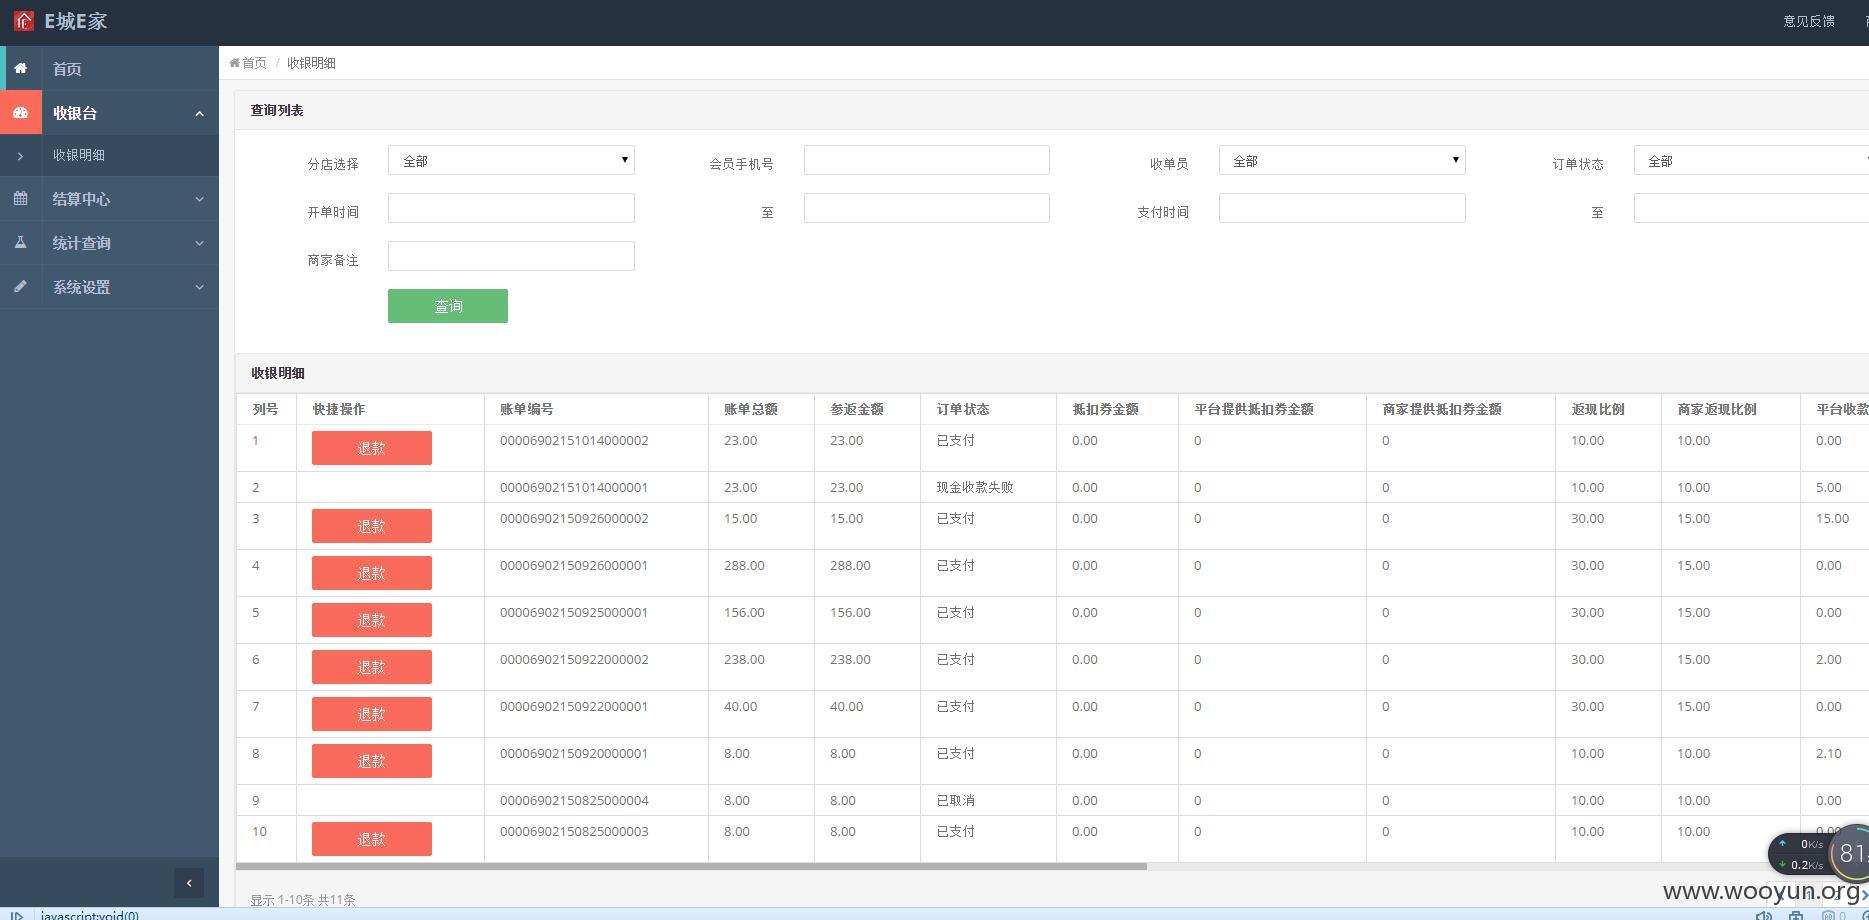 E城E家
意见反馈
首页
收银台
收银明细
结算中心
统计查询
系统设置
首页 / 收银明细
查询列表
分店选择 全部 会员手机号 收单员 全部 订单状态 全部
开单时间 至 支付时间 至
商家备注
查询
收银明细
列号 快捷操作 账单编号 账单总额 参返金额 订单状态 抵扣券金额 平台提供抵扣券金额 商家提供抵扣券金额 返现比例 商家返现比例 平台收款
1 退款 00006902151014000002 23.00 23.00 已支付 0.00 0 0 10.00 10.00 0.00
2 00006902151014000001 23.00 23.00 现金收款失败 0.00 0 0 10.00 10.00 5.00
3 退款 00006902150926000002 15.00 15.00 已支付 0.00 0 0 30.00 15.00 15.00
4 退款 00006902150926000001 288.00 288.00 已支付 0.00 0 0 30.00 15.00 0.00
5 退款 00006902150925000001 156.00 156.00 已支付 0.00 0 0 30.00 15.00 0.00
6 退款 00006902150922000002 238.00 238.00 已支付 0.00 0 0 30.00 15.00 2.00
7 退款 00006902150922000001 40.00 40.00 已支付 0.00 0 0 30.00 15.00 0.00
8 退款 00006902150920000001 8.00 8.00 已支付 0.00 0 0 10.00 10.00 2.10
9 00006902150825000004 8.00 8.00 已取消 0.00 0 0 10.00 10.00 0.00
10 退款 00006902150825000003 8.00 8.00 已支付 0.00 0 0 10.00 10.00 0.00
0K/s
0.2K/s
81
显示 1-10条 共11条
www.wooyun.org
javascript:void(0)